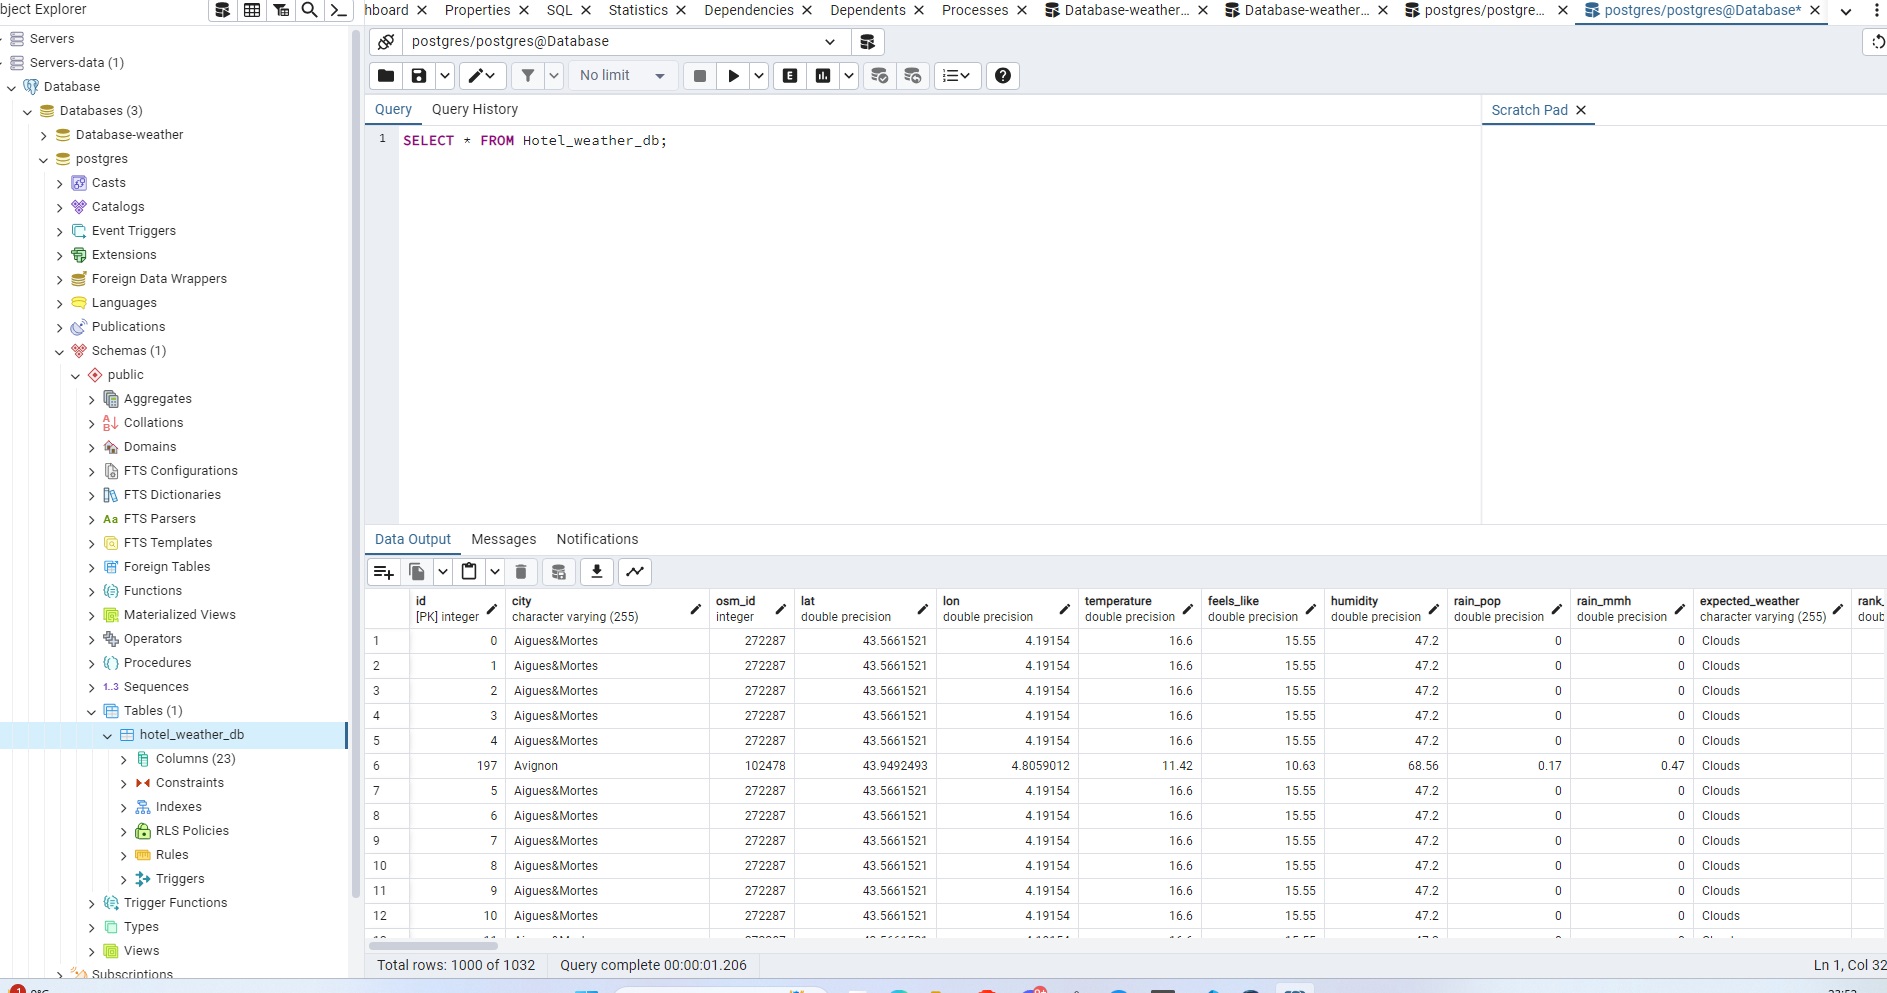 bject Explorer
Servers
Servers-data (1)
Database
Databases (3)
Database-weather
postgres
Casts
Catalogs
Event Triggers
Extensions
Foreign Data Wrappers
Languages
Publications
Schemas (1)
public
Aggregates
Collations
Domains
FTS Configurations
FTS Dictionaries
Aa FTS Parsers
FTS Templates
Foreign Tables
Functions
Materialized Views
Operators
Procedures
1..3 Sequences
Tables (1)
hotel_weather_db
Columns (23)
Constraints
Indexes
RLS Policies
Rules
Triggers
Trigger Functions
Types
Views
Subscriptions
hboard Properties SQL Statistics Dependencies Dependents Processes Database-weather... Database-weather... postgres/postgre... postgres/postgres@Database*
postgres/postgres@Database
No limit
Query Query History
Scratch Pad
1 SELECT * FROM Hotel_weather_db;
Data Output Messages Notifications
id city osm_id lat lon temperature feels_like humidity rain_pop rain_mmh expected_weather rank_
[PK] integer character varying (255) integer double precision double precision double precision double precision double precision double precision double precision character varying (255) doub
1 0 Aigues&Mortes 272287 43.5661521 4.19154 16.6 15.55 47.2 0 0 Clouds
2 1 Aigues&Mortes 272287 43.5661521 4.19154 16.6 15.55 47.2 0 0 Clouds
3 2 Aigues&Mortes 272287 43.5661521 4.19154 16.6 15.55 47.2 0 0 Clouds
4 3 Aigues&Mortes 272287 43.5661521 4.19154 16.6 15.55 47.2 0 0 Clouds
5 4 Aigues&Mortes 272287 43.5661521 4.19154 16.6 15.55 47.2 0 0 Clouds
6 197 Avignon 102478 43.9492493 4.8059012 11.42 10.63 68.56 0.17 0.47 Clouds
7 5 Aigues&Mortes 272287 43.5661521 4.19154 16.6 15.55 47.2 0 0 Clouds
8 6 Aigues&Mortes 272287 43.5661521 4.19154 16.6 15.55 47.2 0 0 Clouds
9 7 Aigues&Mortes 272287 43.5661521 4.19154 16.6 15.55 47.2 0 0 Clouds
10 8 Aigues&Mortes 272287 43.5661521 4.19154 16.6 15.55 47.2 0 0 Clouds
11 9 Aigues&Mortes 272287 43.5661521 4.19154 16.6 15.55 47.2 0 0 Clouds
12 10 Aigues&Mortes 272287 43.5661521 4.19154 16.6 15.55 47.2 0 0 Clouds
Total rows: 1000 of 1032 Query complete 00:00:01.206 Ln 1, Col 32